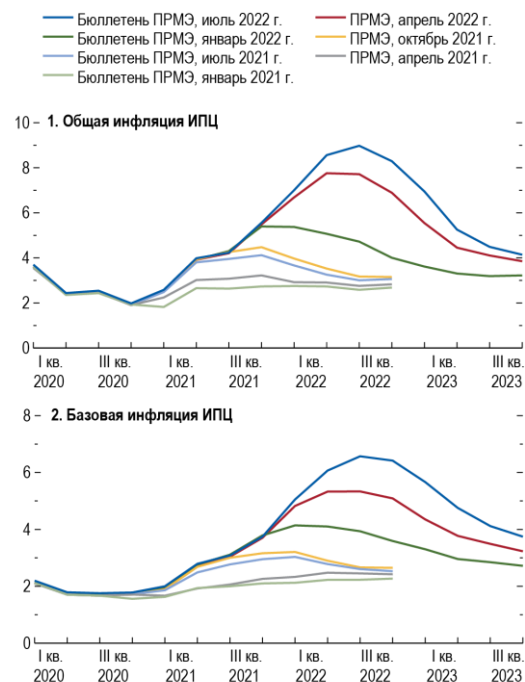 Бюллетень ПРМЭ, июль 2022 г.
ПРМЭ, апрель 2022 г.
Бюллетень ПРМЭ, январь 2022 г.
ПРМЭ, октябрь 2021 г.
Бюллетень ПРМЭ, июль 2021 г.
ПРМЭ, апрель 2021 г.
Бюллетень ПРМЭ, январь 2021 г.
10
1. Общая инфляция ИПЦ
8
6
4
2
0
I кв. III кв. I кв. III кв. I кв. III кв. I кв. III кв.
2020 2020 2021 2021 2022 2022 2023 2023
8
2. Базовая инфляция ИПЦ
6
4
2
0
I кв. III кв. I кв. III кв. I кв. III кв. I кв. III кв.
2020 2020 2021 2021 2022 2022 2023 2023